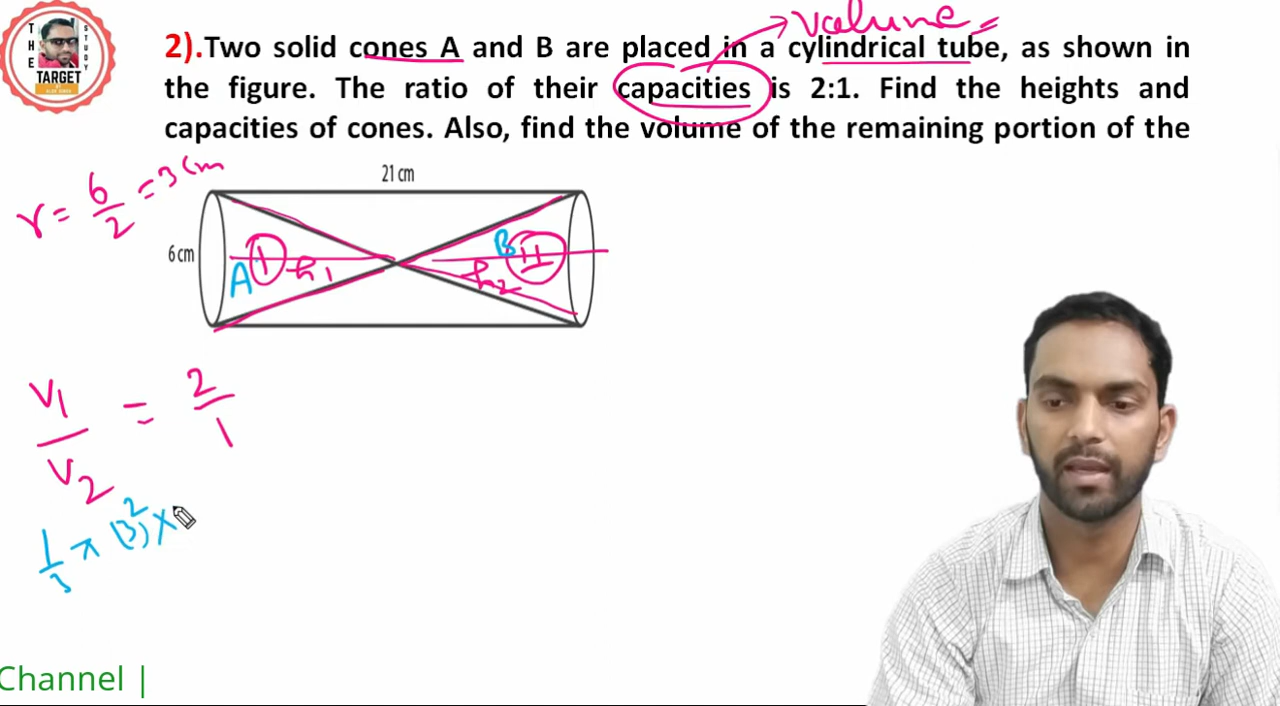 THE
TARGET
STUDY
volume =
2). Two solid cones A and B are placed in a cylindrical tube, as shown in
the figure. The ratio of their capacities is 2:1. Find the heights and
capacities of cones. Also, find the volume of the remaining portion of the
r = 6/2 = 3 cm
21 cm
6 cm
A I h₁
B II h₂
V₁/V₂ = 2/1
1/3 π (3)² ×
Channel |